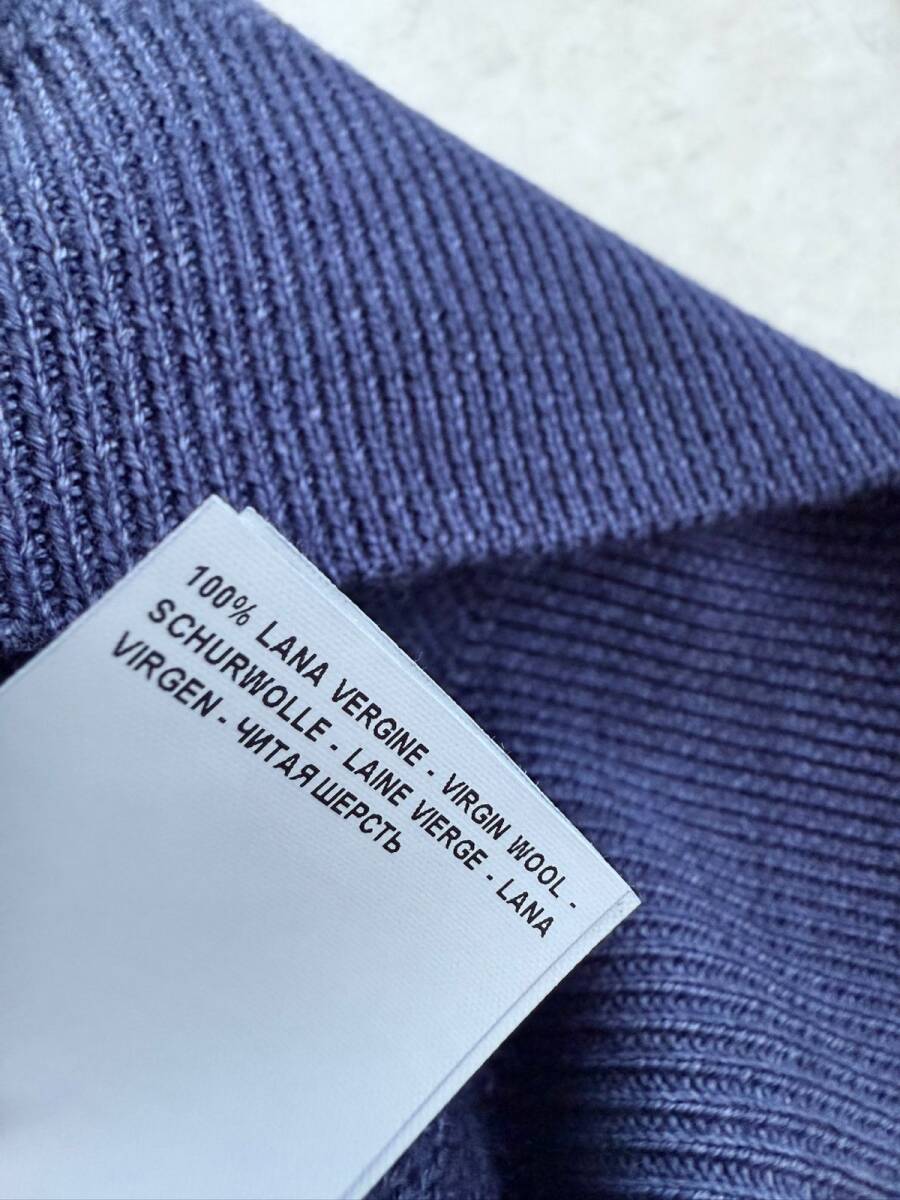 100% LANA VERGINE - VIRGIN WOOL -
SCHURWOLLE - LAINE VIERGE - LANA
VIRGEN - ЧИТАЯ ШЕРСТЬ